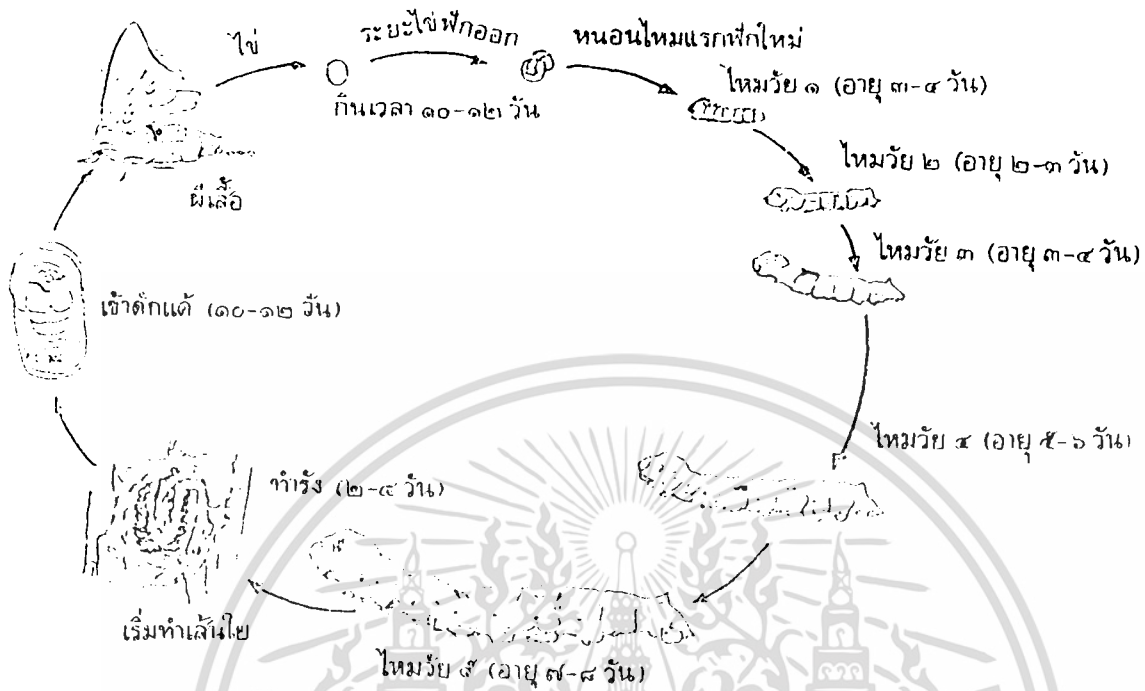 ไข่
ระยะไข่ฟักออก
กินเวลา ๑๐-๑๒ วัน
หนอนไหมแรกฟักใหม่
ไหมวัย ๑ (อายุ ๓-๔ วัน)
ไหมวัย ๒ (อายุ ๒-๓ วัน)
ไหมวัย ๓ (อายุ ๓-๔ วัน)
ไหมวัย ๔ (อายุ ๕-๖ วัน)
ไหมวัย ๕ (อายุ ๗-๘ วัน)
เริ่มทำเส้นใย
ทำรัง (๒-๔ วัน)
เข้าดักแด้ (๑๐-๑๒ วัน)
ผีเสื้อ